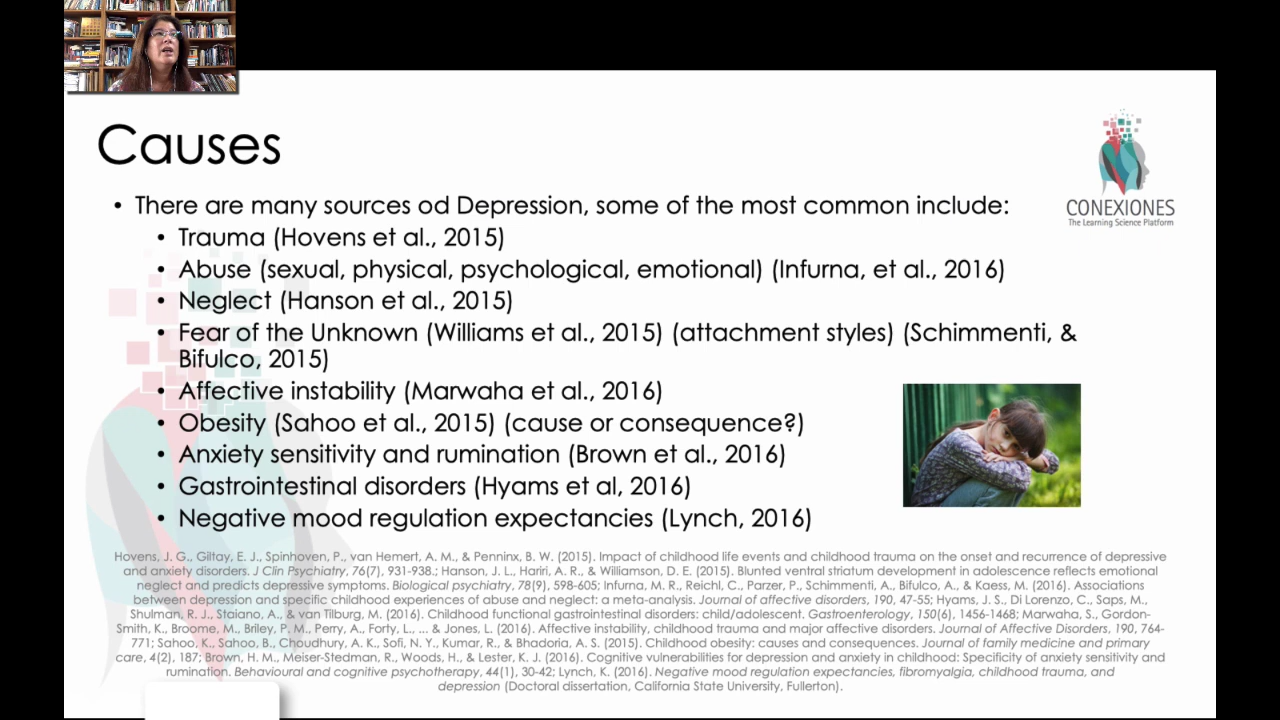 Causes
CONEXIONES
The Learning Science Platform
• There are many sources od Depression, some of the most common include:
• Trauma (Hovens et al., 2015)
• Abuse (sexual, physical, psychological, emotional) (Infurna, et al., 2016)
• Neglect (Hanson et al., 2015)
• Fear of the Unknown (Williams et al., 2015) (attachment styles) (Schimmenti, &
Bifulco, 2015)
• Affective instability (Marwaha et al., 2016)
• Obesity (Sahoo et al., 2015) (cause or consequence?)
• Anxiety sensitivity and rumination (Brown et al., 2016)
• Gastrointestinal disorders (Hyams et al, 2016)
• Negative mood regulation expectancies (Lynch, 2016)
Hovens, J. G., Giltay, E. J., Spinhoven, P., van Hemert, A. M., & Penninx, B. W. (2015). Impact of childhood life events and childhood trauma on the onset and recurrence of depressive
and anxiety disorders. J Clin Psychiatry, 76(7), 931-938.; Hanson, J. L., Hariri, A. R., & Williamson, D. E. (2015). Blunted ventral striatum development in adolescence reflects emotional
neglect and predicts depressive symptoms. Biological psychiatry, 78(9), 598-605; Infurna, M. R., Reichl, C., Parzer, P., Schimmenti, A., Bifulco, A., & Kaess, M. (2016). Associations
between depression and specific childhood experiences of abuse and neglect: a meta-analysis. Journal of affective disorders, 190, 47-55; Hyams, J. S., Di Lorenzo, C., Saps, M.,
Shulman, R. J., Staiano, A., & van Tilburg, M. (2016). Childhood functional gastrointestinal disorders: child/adolescent. Gastroenterology, 150(6), 1456-1468; Marwaha, S., Gordon-
Smith, K., Broome, M., Briley, P. M., Perry, A., Forty, L., ... & Jones, L. (2016). Affective instability, childhood trauma and major affective disorders. Journal of Affective Disorders, 190, 764-
771; Sahoo, K., Sahoo, B., Choudhury, A. K., Sofi, N. Y., Kumar, R., & Bhadoria, A. S. (2015). Childhood obesity: causes and consequences. Journal of family medicine and primary
care, 4(2), 187; Brown, H. M., Meiser-Stedman, R., Woods, H., & Lester, K. J. (2016). Cognitive vulnerabilities for depression and anxiety in childhood: Specificity of anxiety sensitivity and
rumination. Behavioural and cognitive psychotherapy, 44(1), 30-42; Lynch, K. (2016). Negative mood regulation expectancies, fibromyalgia, childhood trauma, and
depression (Doctoral dissertation, California State University, Fullerton).